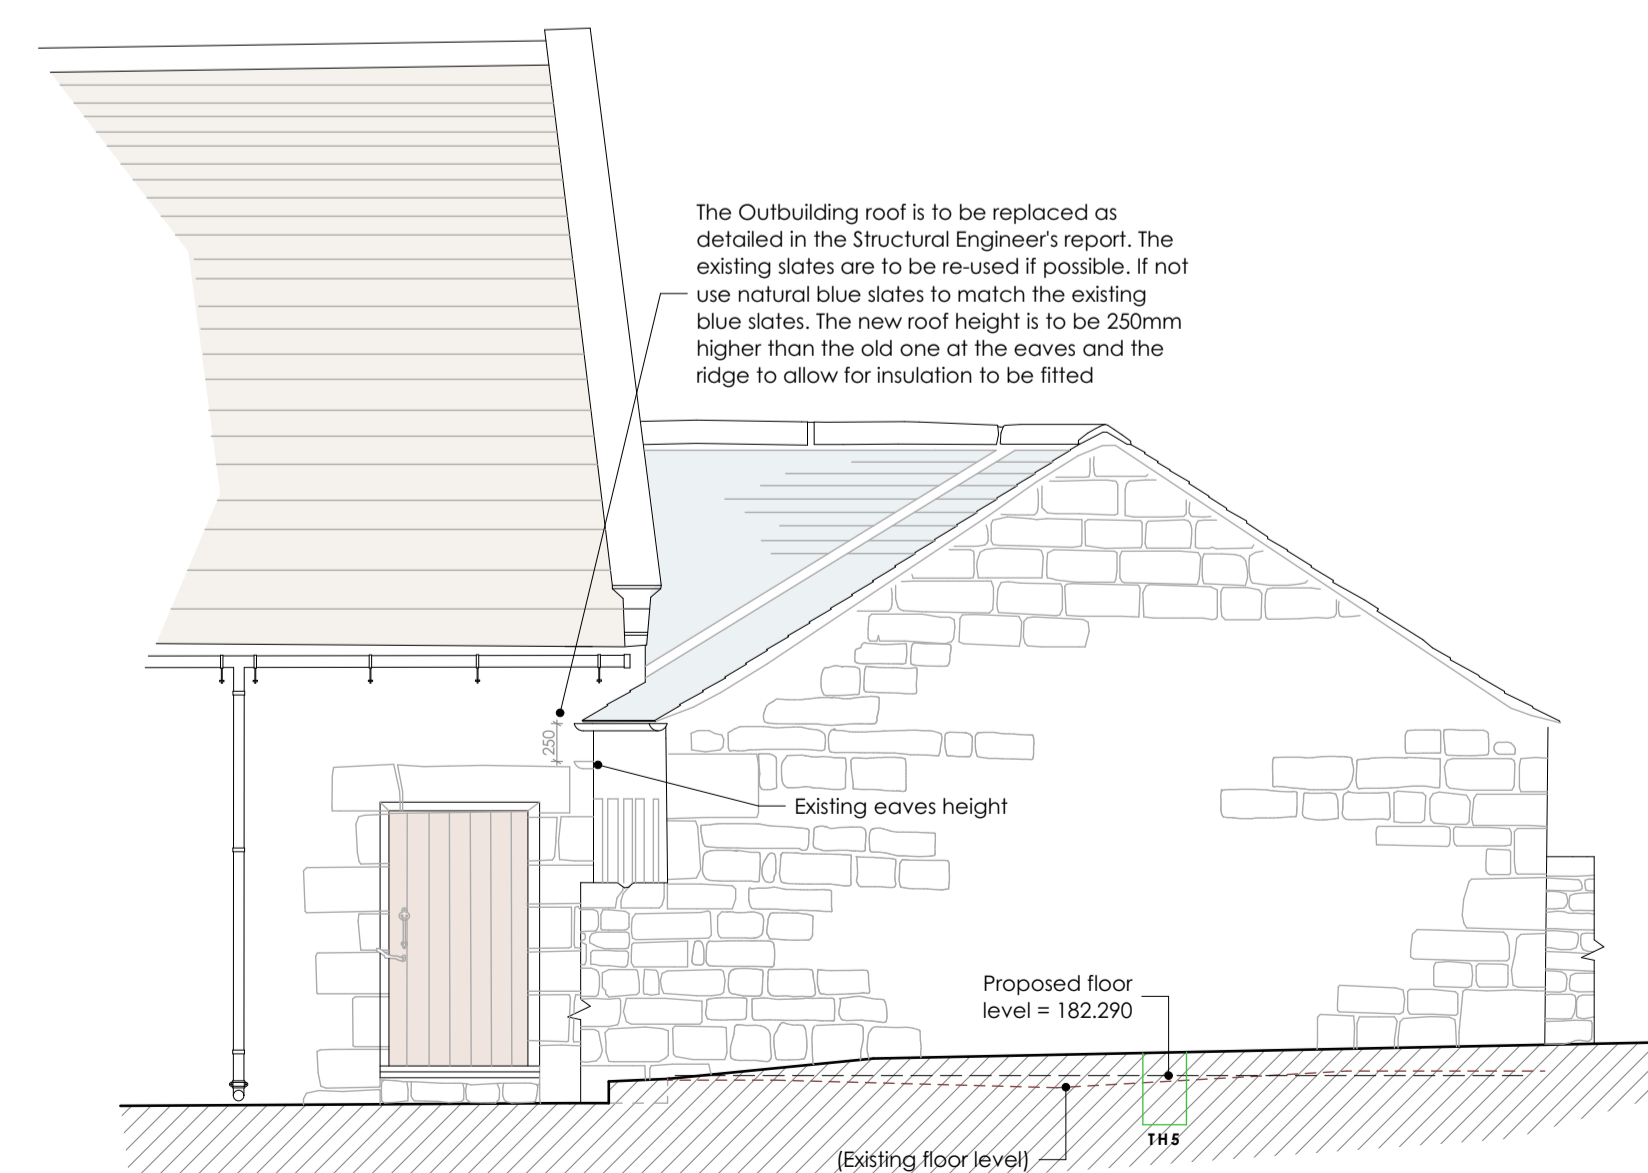 The Outbuilding roof is to be replaced as
detailed in the Structural Engineer's report. The
existing slates are to be re-used if possible. If not
use natural blue slates to match the existing
blue slates. The new roof height is to be 250mm
higher than the old one at the eaves and the
ridge to allow for insulation to be fitted
250
Existing eaves height
Proposed floor
level = 182.290
TH5
(Existing floor level)